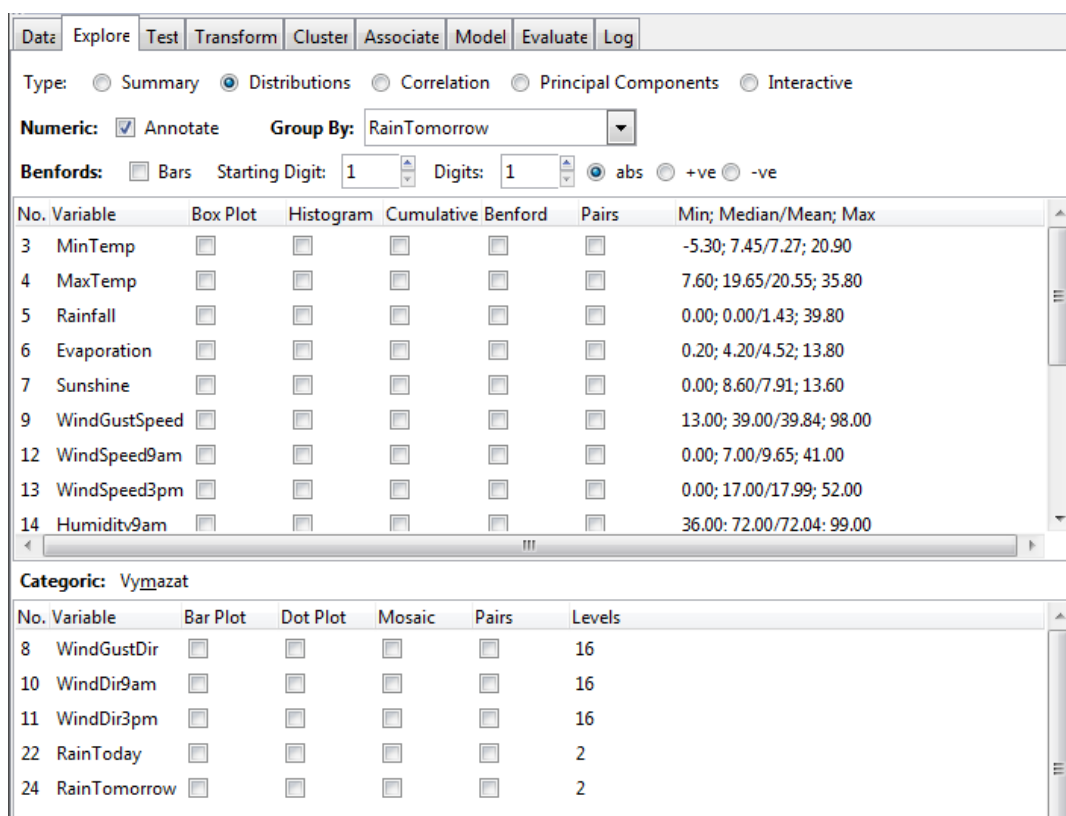 Data Explore Test Transform Cluster Associate Model Evaluate Log
Type: Summary Distributions Correlation Principal Components Interactive
Numeric: Annotate Group By: RainTomorrow
Benfords: Bars Starting Digit: 1 Digits: 1 abs +ve -ve
No. Variable Box Plot Histogram Cumulative Benford Pairs Min; Median/Mean; Max
3 MinTemp -5.30; 7.45/7.27; 20.90
4 MaxTemp 7.60; 19.65/20.55; 35.80
5 Rainfall 0.00; 0.00/1.43; 39.80
6 Evaporation 0.20; 4.20/4.52; 13.80
7 Sunshine 0.00; 8.60/7.91; 13.60
9 WindGustSpeed 13.00; 39.00/39.84; 98.00
12 WindSpeed9am 0.00; 7.00/9.65; 41.00
13 WindSpeed3pm 0.00; 17.00/17.99; 52.00
14 Humidity9am 36.00; 72.00/72.04; 99.00
Categoric: Vymazat
No. Variable Bar Plot Dot Plot Mosaic Pairs Levels
8 WindGustDir 16
10 WindDir9am 16
11 WindDir3pm 16
22 RainToday 2
24 RainTomorrow 2